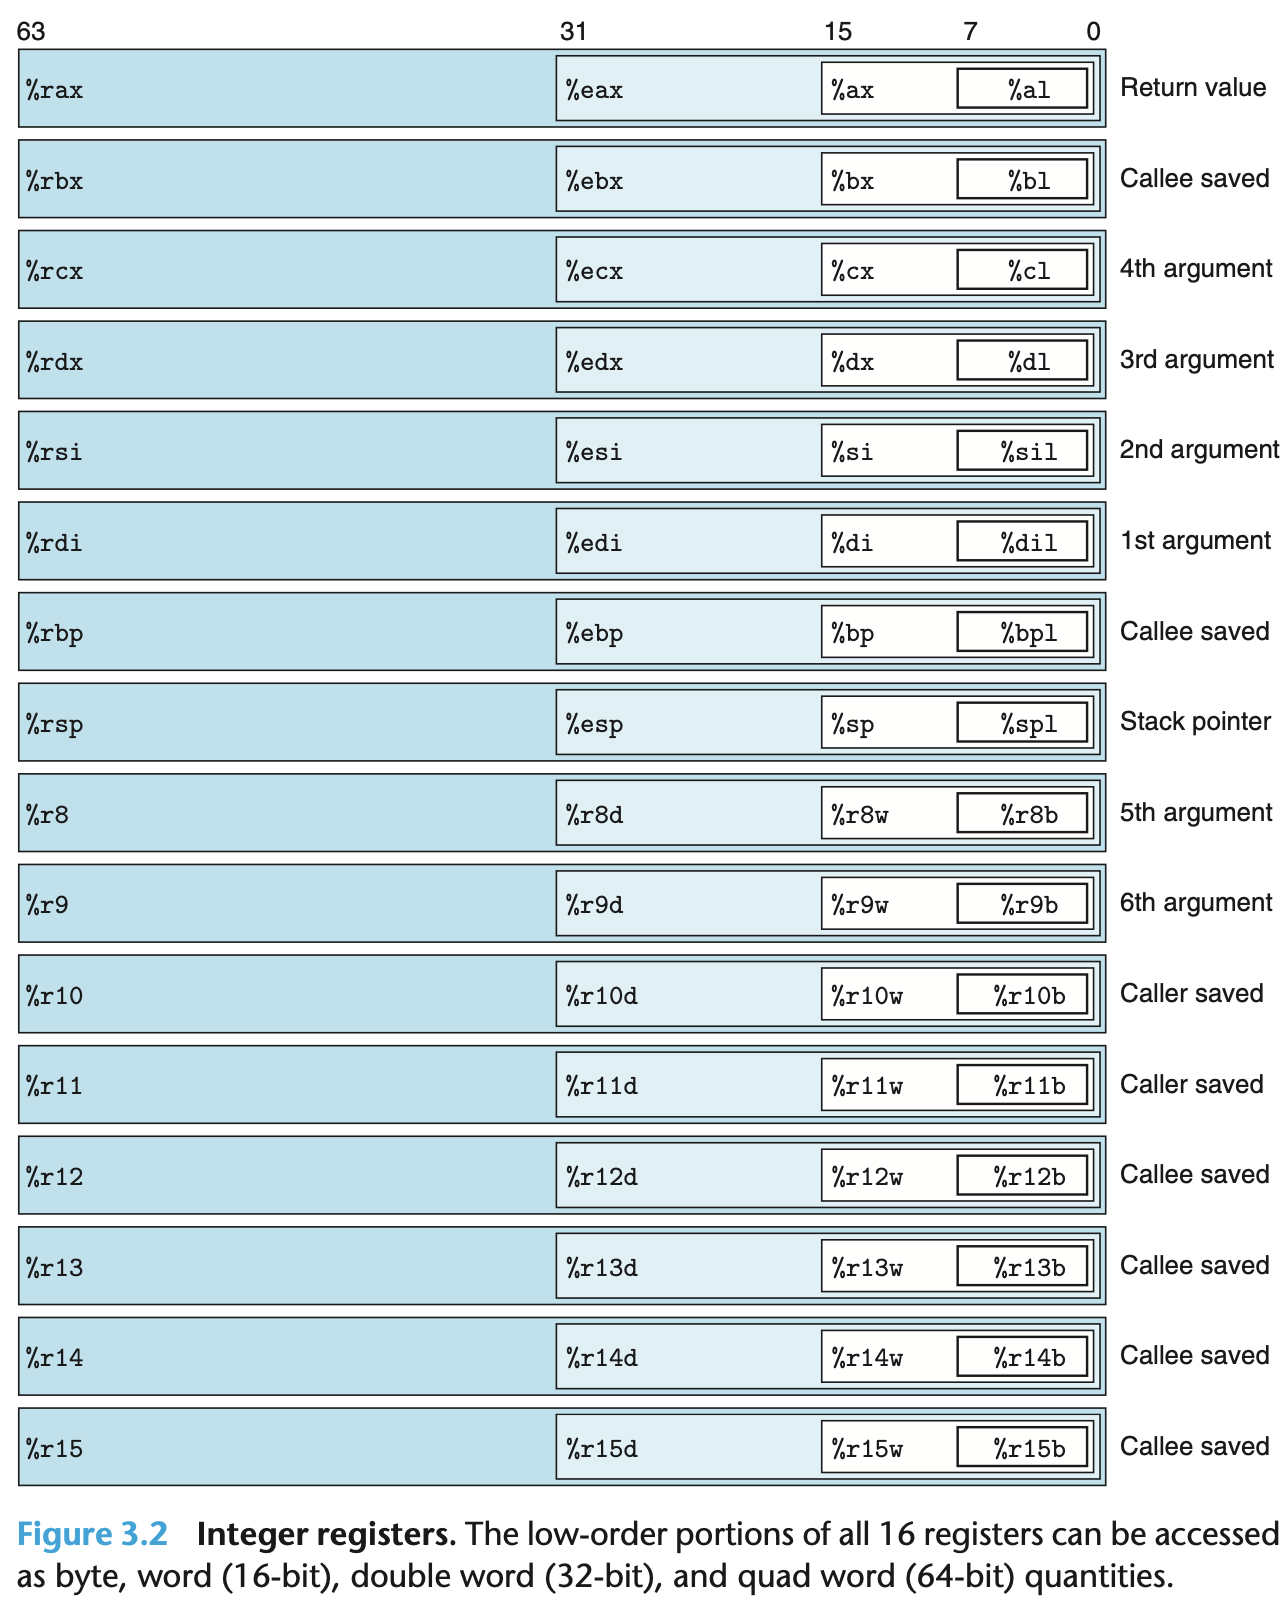 63 31 15 7 0
%rax %eax %ax %al Return value
%rbx %ebx %bx %bl Callee saved
%rcx %ecx %cx %cl 4th argument
%rdx %edx %dx %dl 3rd argument
%rsi %esi %si %sil 2nd argument
%rdi %edi %di %dil 1st argument
%rbp %ebp %bp %bpl Callee saved
%rsp %esp %sp %spl Stack pointer
%r8 %r8d %r8w %r8b 5th argument
%r9 %r9d %r9w %r9b 6th argument
%r10 %r10d %r10w %r10b Caller saved
%r11 %r11d %r11w %r11b Caller saved
%r12 %r12d %r12w %r12b Callee saved
%r13 %r13d %r13w %r13b Callee saved
%r14 %r14d %r14w %r14b Callee saved
%r15 %r15d %r15w %r15b Callee saved
Figure 3.2 Integer registers. The low-order portions of all 16 registers can be accessed
as byte, word (16-bit), double word (32-bit), and quad word (64-bit) quantities.